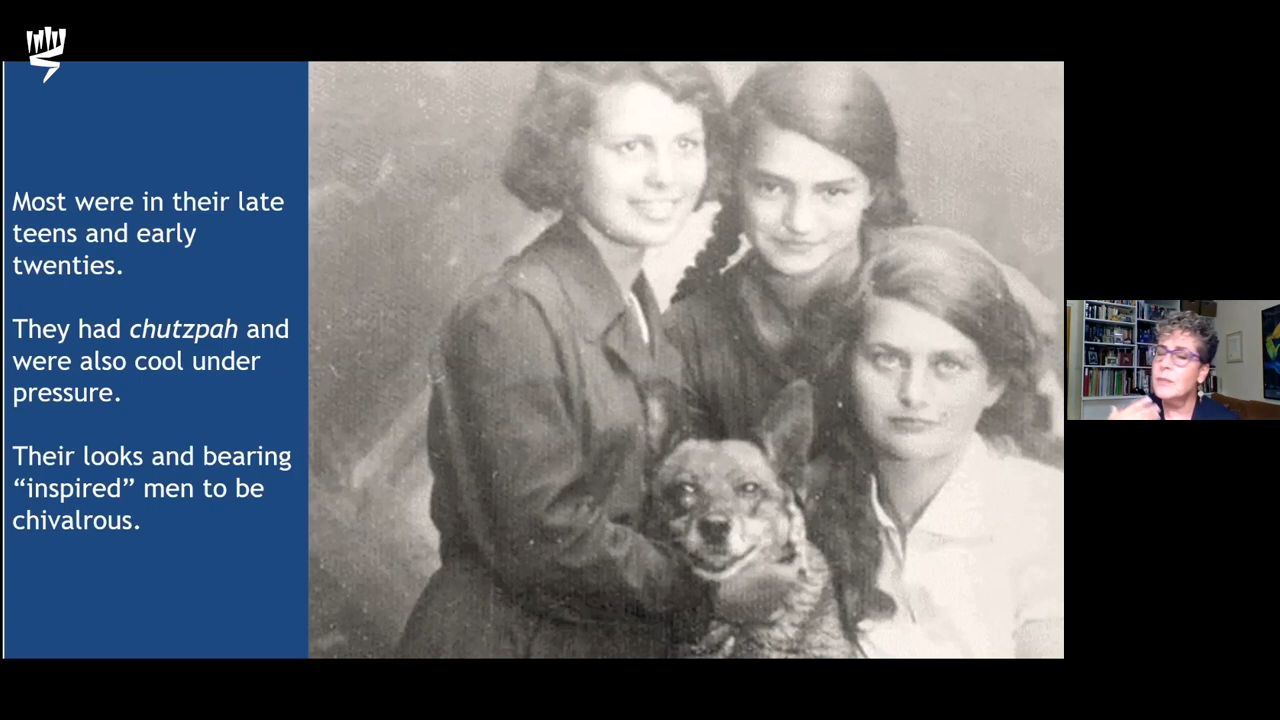 Most were in their late
teens and early
twenties.
They had chutzpah and
were also cool under
pressure.
Their looks and bearing
“inspired” men to be
chivalrous.